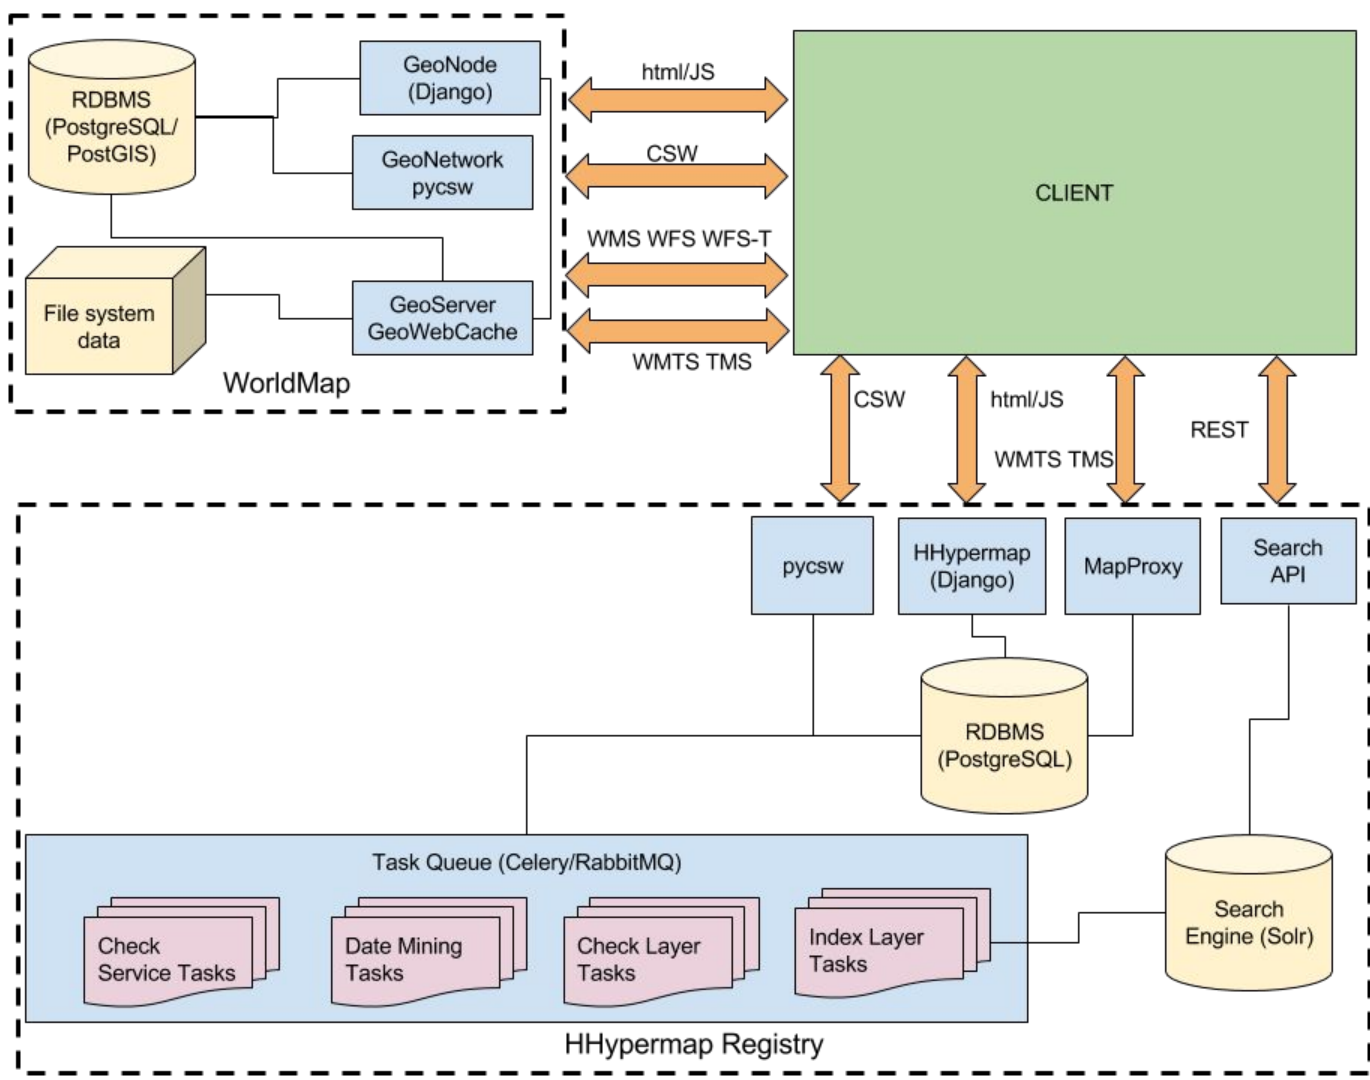 RDBMS
(PostgreSQL/
PostGIS)
GeoNode
(Django)
GeoNetwork
pycsw
File system
data
GeoServer
GeoWebCache
WorldMap
html/JS
CSW
WMS WFS WFS-T
WMTS TMS
CLIENT
CSW
html/JS
WMTS TMS
REST
pycsw
HHypermap
(Django)
MapProxy
Search
API
RDBMS
(PostgreSQL)
Task Queue (Celery/RabbitMQ)
Check
Service Tasks
Date Mining
Tasks
Check Layer
Tasks
Index Layer
Tasks
Search
Engine (Solr)
HHypermap Registry